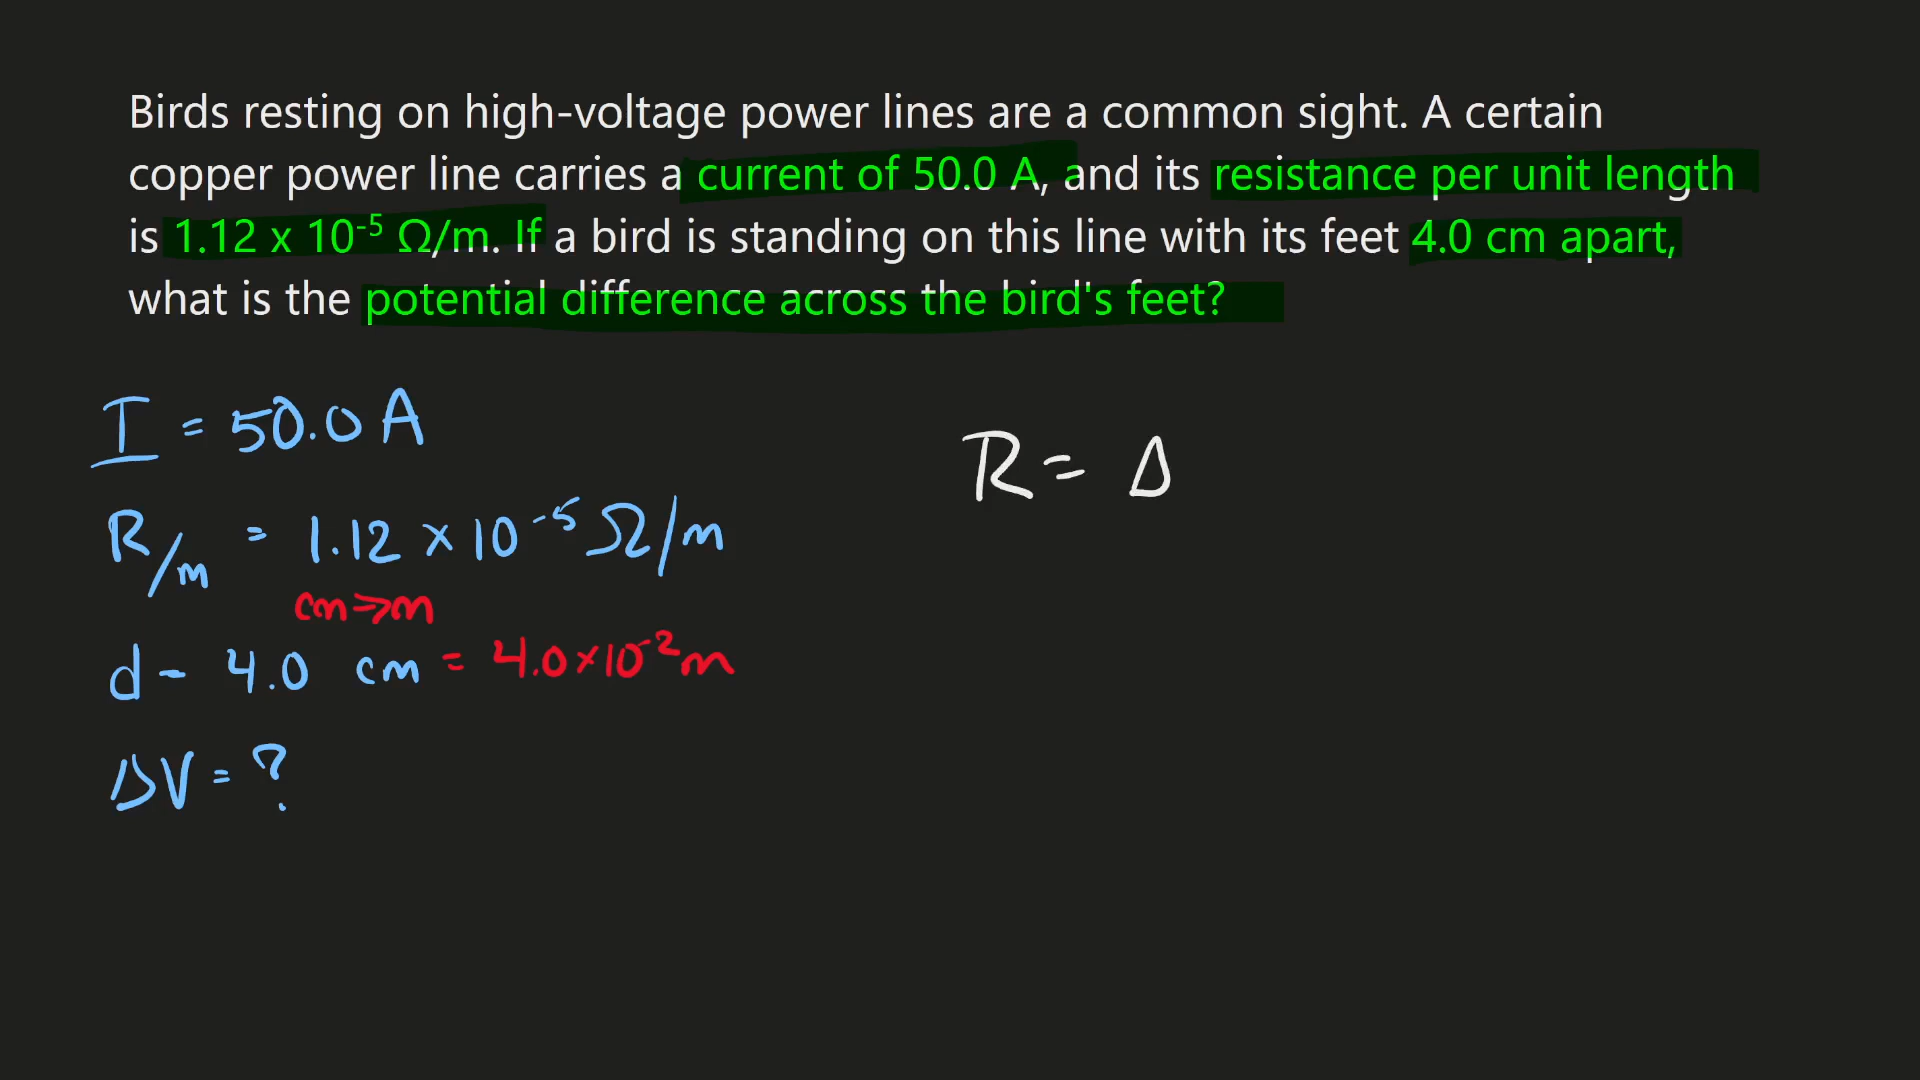 Birds resting on high-voltage power lines are a common sight. A certain
copper power line carries a current of 50.0 A, and its resistance per unit length
is 1.12 x 10⁻⁵ Ω/m. If a bird is standing on this line with its feet 4.0 cm apart,
what is the potential difference across the bird's feet?
I = 50.0 A
R = Δ
R/m = 1.12 × 10⁻⁵ Ω/m
cm ⇒ m
d - 4.0 cm = 4.0 × 10⁻² m
ΔV = ?